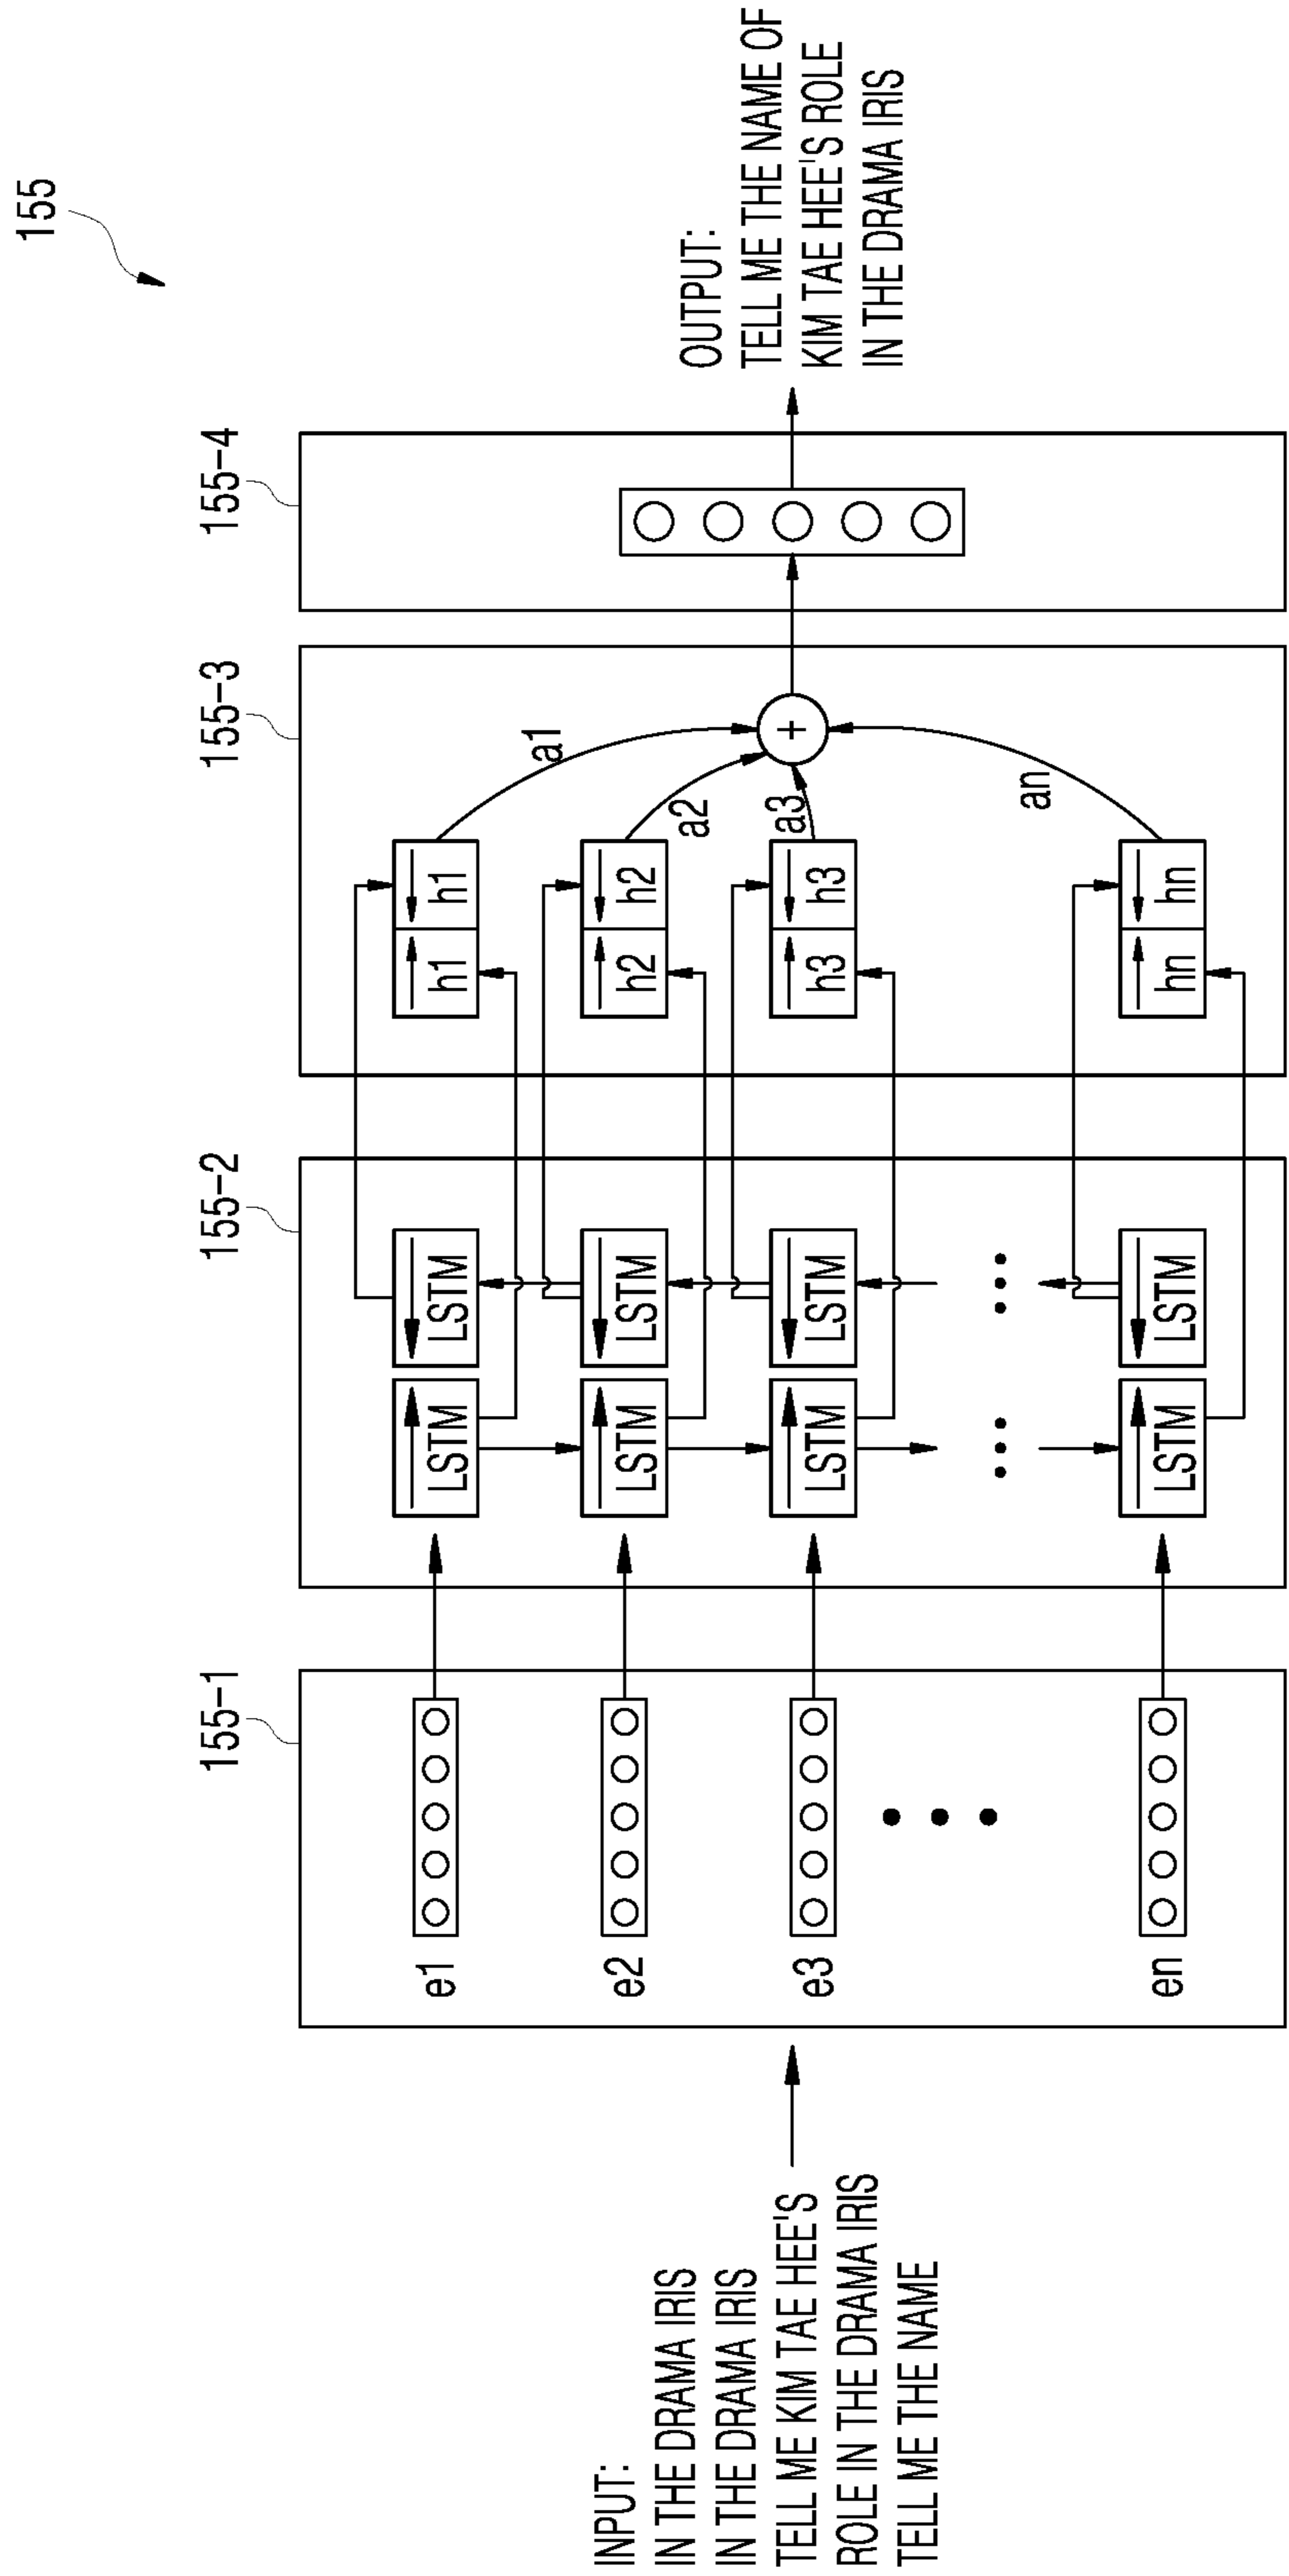 155
INPUT:
IN THE DRAMA IRIS
IN THE DRAMA IRIS
TELL ME KIM TAE HEE'S
ROLE IN THE DRAMA IRIS
TELL ME THE NAME
155-1
e1
e2
e3
en
155-2
LSTM LSTM
LSTM LSTM
LSTM LSTM
LSTM LSTM
155-3
h1 h1
h2 h2
h3 h3
hn hn
a1
a2
a3
an
+
155-4
OUTPUT:
TELL ME THE NAME OF
KIM TAE HEE'S ROLE
IN THE DRAMA IRIS